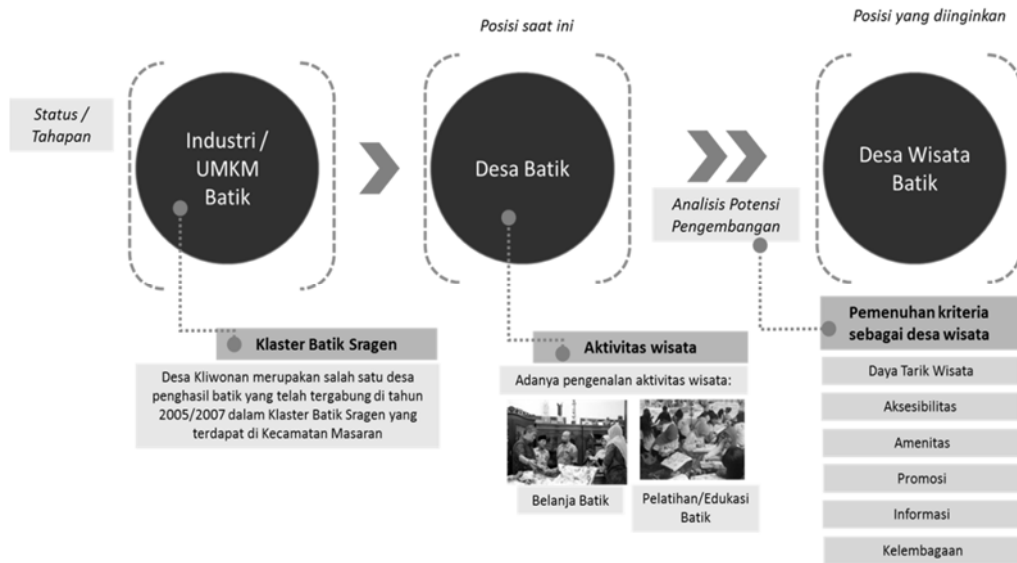 Posisi saat ini
Posisi yang diinginkan
Status /
Tahapan
Industri /
UMKM
Batik
Desa Batik
Analisis Potensi
Pengembangan
Desa Wisata
Batik
Klaster Batik Sragen
Desa Kliwonan merupakan salah satu desa
penghasil batik yang telah tergabung di tahun
2005/2007 dalam Klaster Batik Sragen yang
terdapat di Kecamatan Masaran
Aktivitas wisata
Adanya pengenalan aktivitas wisata:
Belanja Batik
Pelatihan/Edukasi
Batik
Pemenuhan kriteria
sebagai desa wisata
Daya Tarik Wisata
Aksesibilitas
Amenitas
Promosi
Informasi
Kelembagaan